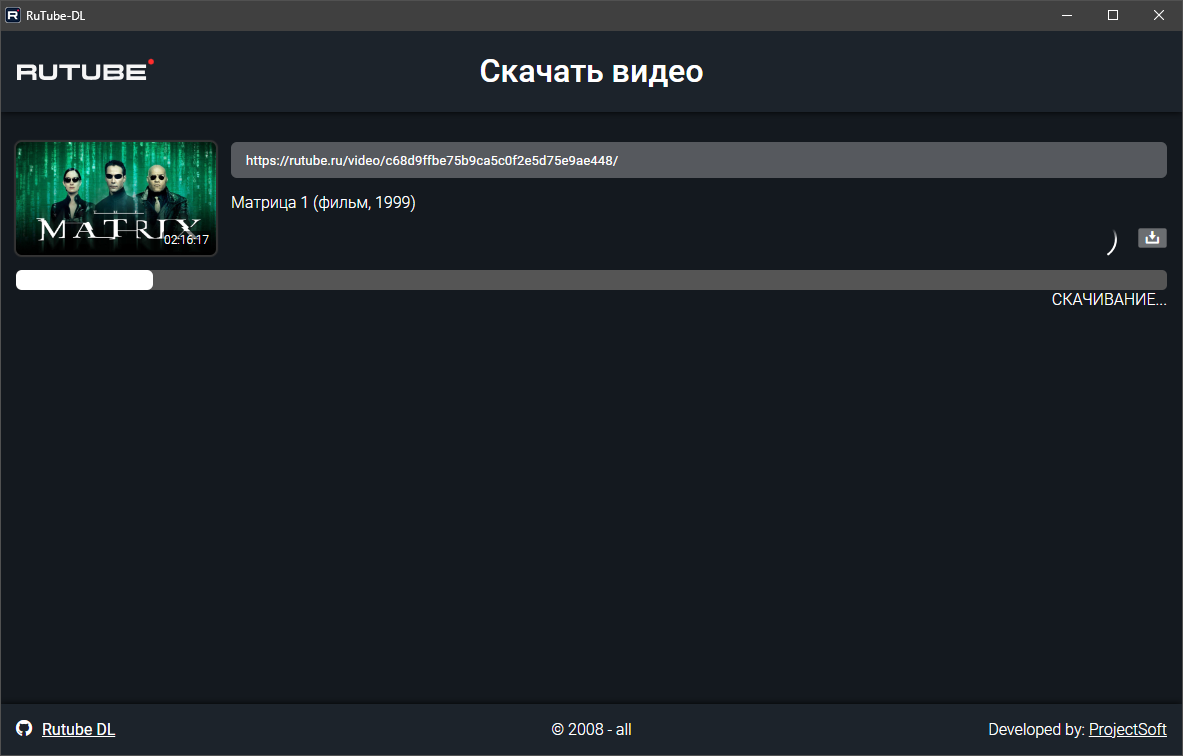 RuTube-DL
RUTUBE
Скачать видео
https://rutube.ru/video/c68d9ffbe75b9ca5c0f2e5d75e9ae448/
Матрица 1 (фильм, 1999)
THE
MATRIX
02:16:17
СКАЧИВАНИЕ...
Rutube DL
© 2008 - all
Developed by: ProjectSoft